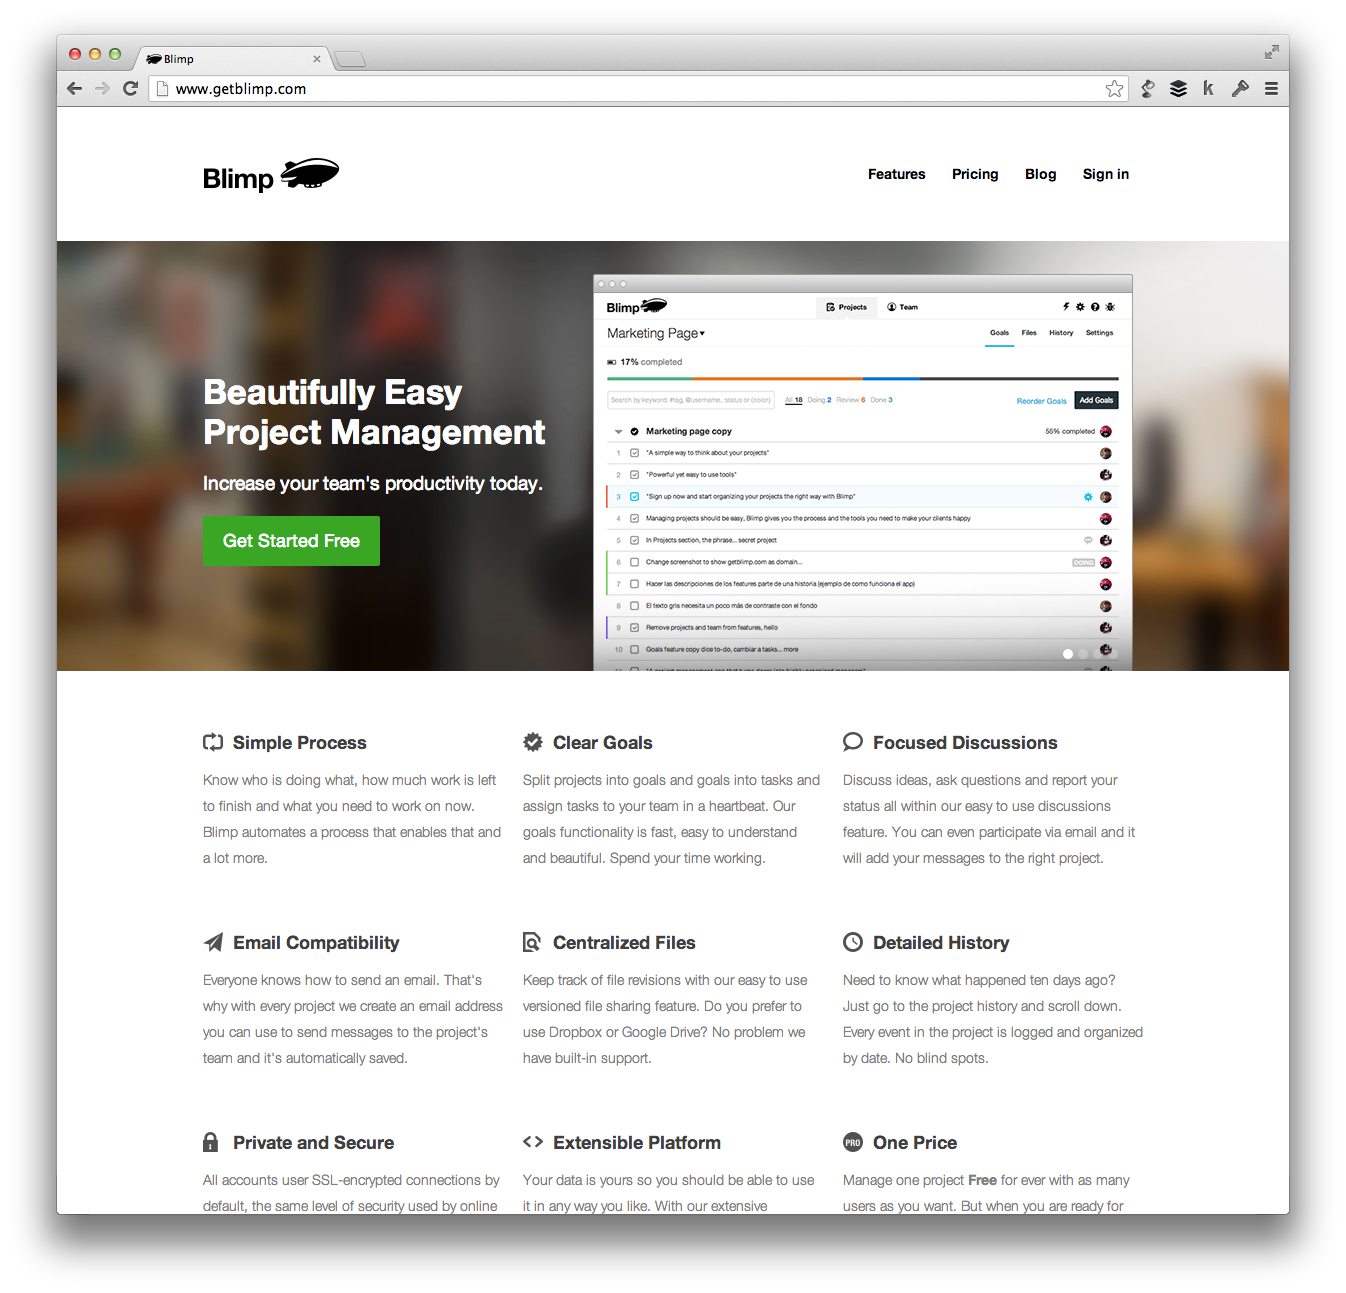 Blimp
www.getblimp.com
Blimp
Features Pricing Blog Sign in
Beautifully Easy
Project Management
Increase your team's productivity today.
Get Started Free
Blimp
Projects Team
Marketing Page
Goals Files History Settings
17% completed
Search by keyword, #tag, @username, status or (color)
All 18 Doing 2 Review 6 Done 3
Reorder Goals Add Goals
Marketing page copy 55% completed
1 "A simple way to think about your projects"
2 "Powerful yet easy to use tools"
3 "Sign up now and start organizing your projects the right way with Blimp"
4 Managing projects should be easy, Blimp gives you the process and the tools you need to make your clients happy
5 In Projects section, the phrase... secret project
6 Change screenshot to show getblimp.com as domain... DOING
7 Hacer las descripciones de los features parte de una historia (ejemplo de como funciona el app)
8 El texto gris necesita un poco más de contraste con el fondo
9 Remove projects and team from features, hello
10 Goals feature copy dice to-do, cambiar a tasks... more
Simple Process
Know who is doing what, how much work is left
to finish and what you need to work on now.
Blimp automates a process that enables that and
a lot more.
Clear Goals
Split projects into goals and goals into tasks and
assign tasks to your team in a heartbeat. Our
goals functionality is fast, easy to understand
and beautiful. Spend your time working.
Focused Discussions
Discuss ideas, ask questions and report your
status all within our easy to use discussions
feature. You can even participate via email and it
will add your messages to the right project.
Email Compatibility
Everyone knows how to send an email. That's
why with every project we create an email address
you can use to send messages to the project's
team and it's automatically saved.
Centralized Files
Keep track of file revisions with our easy to use
versioned file sharing feature. Do you prefer to
use Dropbox or Google Drive? No problem we
have built-in support.
Detailed History
Need to know what happened ten days ago?
Just go to the project history and scroll down.
Every event in the project is logged and organized
by date. No blind spots.
Private and Secure
All accounts user SSL-encrypted connections by
default, the same level of security used by online
Extensible Platform
Your data is yours so you should be able to use
it in any way you like. With our extensive
PRO One Price
Manage one project Free for ever with as many
users as you want. But when you are ready for